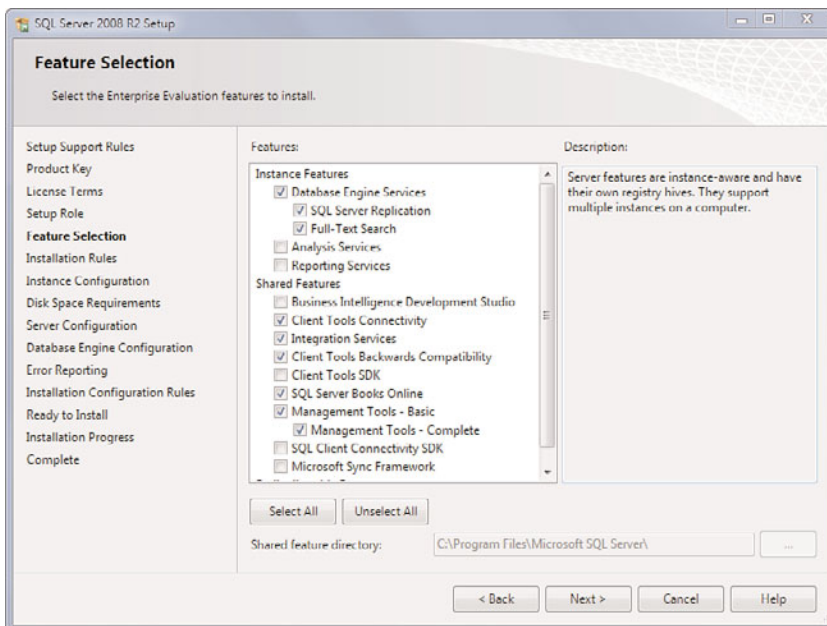 SQL Server 2008 R2 Setup
Feature Selection
Select the Enterprise Evaluation features to install.
Setup Support Rules
Product Key
License Terms
Setup Role
Feature Selection
Installation Rules
Instance Configuration
Disk Space Requirements
Server Configuration
Database Engine Configuration
Error Reporting
Installation Configuration Rules
Ready to Install
Installation Progress
Complete
Features:
Instance Features
Database Engine Services
SQL Server Replication
Full-Text Search
Analysis Services
Reporting Services
Shared Features
Business Intelligence Development Studio
Client Tools Connectivity
Integration Services
Client Tools Backwards Compatibility
Client Tools SDK
SQL Server Books Online
Management Tools - Basic
Management Tools - Complete
SQL Client Connectivity SDK
Microsoft Sync Framework
Description:
Server features are instance-aware and have
their own registry hives. They support
multiple instances on a computer.
Select All
Unselect All
Shared feature directory:
C:\Program Files\Microsoft SQL Server\
...
< Back
Next >
Cancel
Help